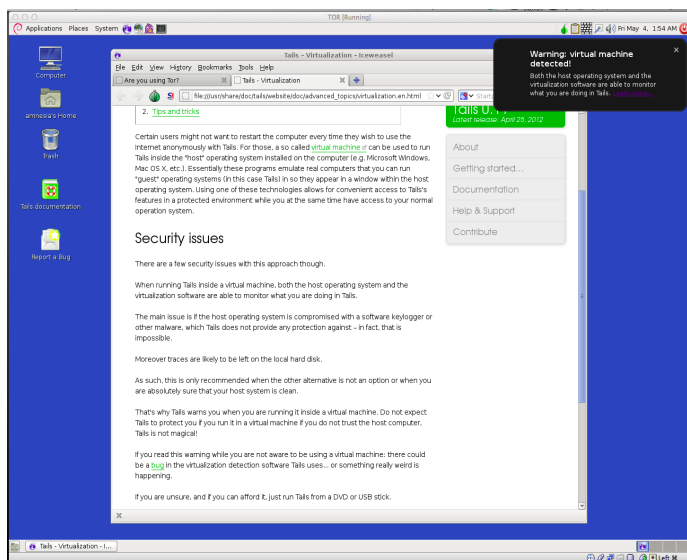 TOR [Running]
Applications Places System
Fri May 4, 1:54 AM
Computer
amnesia's Home
Trash
Tails documentation
Report a Bug
Tails - Virtualization - Iceweasel
File Edit View History Bookmarks Tools Help
Are you using Tor?
Tails - Virtualization
file:///usr/share/doc/tails/website/doc/advanced_topics/virtualization.en.html
Warning: virtual machine
detected!
Both the host operating system and the
virtualization software are able to monitor
what you are doing in Tails. Learn more...
2. Tips and tricks
Certain users might not want to restart the computer every time they wish to use the
Internet anonymously with Tails. For those, a so called virtual machine can be used to run
Tails inside the "host" operating system installed on the computer (e.g. Microsoft Windows,
Mac OS X, etc.). Essentially these programs emulate real computers that you can run
"guest" operating systems (in this case Tails) in so they appear in a window within the host
operating system. Using one of these technologies allows for convenient access to Tails's
features in a protected environment while you at the same time have access to your normal
operation system.
Security issues
There are a few security issues with this approach though.
When running Tails inside a virtual machine, both the host operating system and the
virtualization software are able to monitor what you are doing in Tails.
The main issue is if the host operating system is compromised with a software keylogger or
other malware, which Tails does not provide any protection against – in fact, that is
impossible.
Moreover traces are likely to be left on the local hard disk.
As such, this is only recommended when the other alternative is not an option or when you
are absolutely sure that your host system is clean.
That's why Tails warns you when you are running it inside a virtual machine. Do not expect
Tails to protect you if you run it in a virtual machine if you do not trust the host computer,
Tails is not magical!
If you read this warning while you are not aware to be using a virtual machine: there could
be a bug in the virtualization detection software Tails uses... or something really weird is
happening.
If you are unsure, and if you can afford it, just run Tails from a DVD or USB stick.
Latest release: April 25, 2012
About
Getting started...
Documentation
Help & Support
Contribute
Tails - Virtualization - I...
Left ⌘